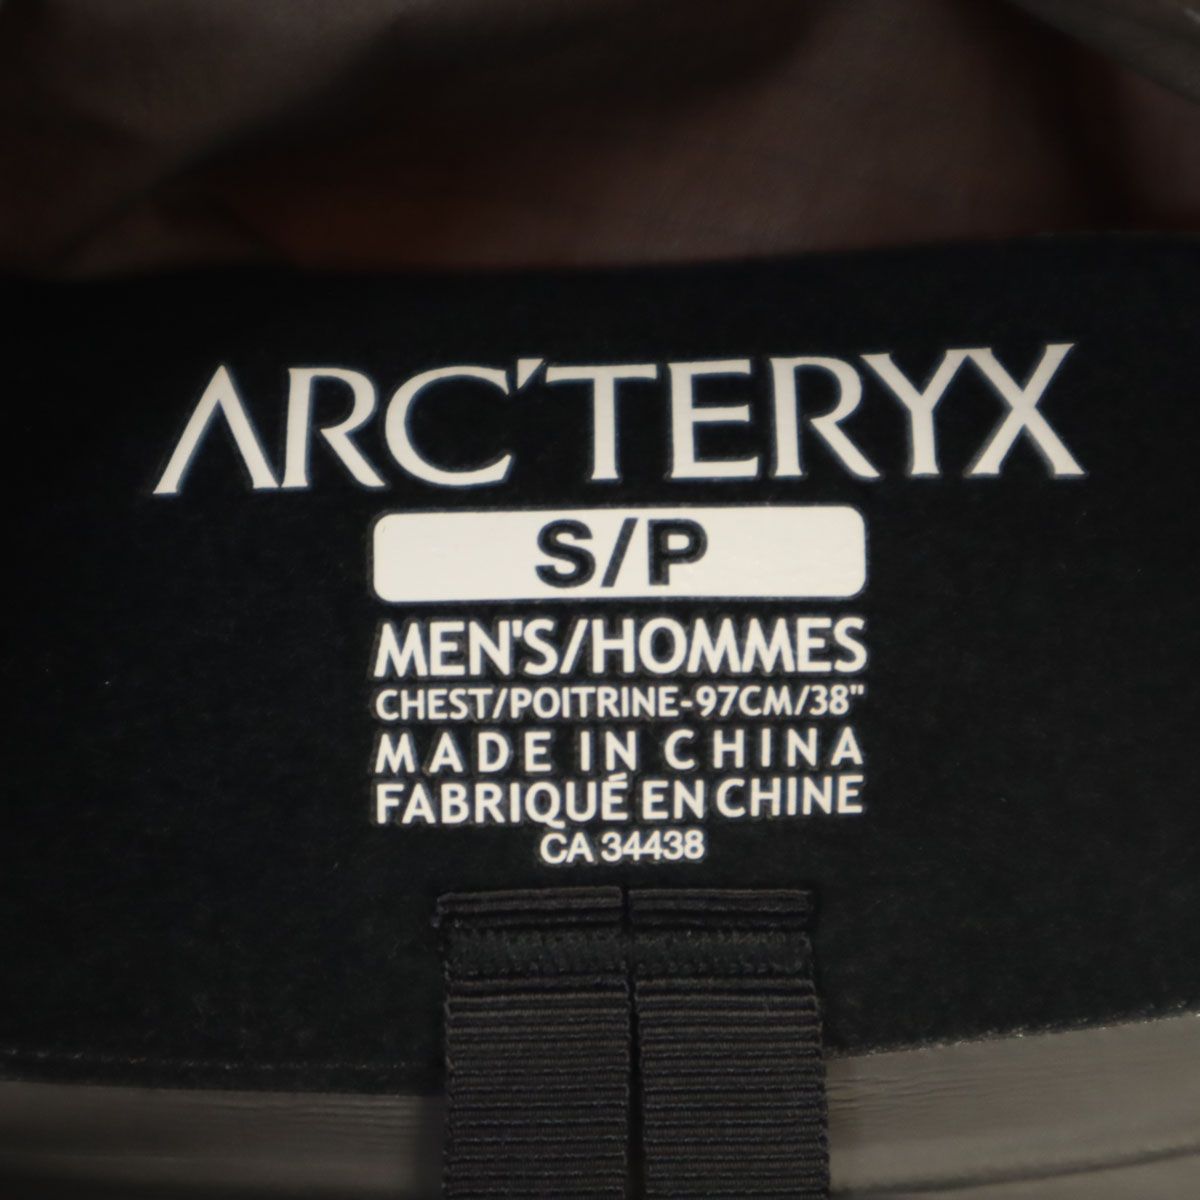 ARC'TERYX
S/P
MEN'S/HOMMES
CHEST/POITRINE-97CM/38"
MADE IN CHINA
FABRIQUÉ EN CHINE
CA 34438